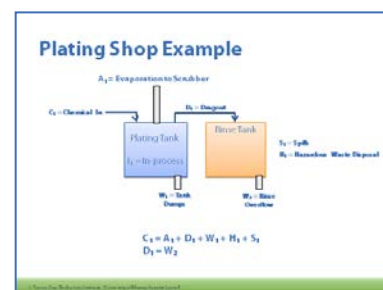 Plating Shop Example
A₁ = Evaporation to Scrubber
C₁ = Chemical In
D₁ = Dragout
Plating Tank
Rinse Tank
I₁ = In-process
S₁ = Spills
H₁ = Hazardous Waste Disposal
W₁ = Tank
Dumps
W₂ = Rinse
Overflow
C₁ = A₁ + D₁ + W₁ + H₁ + S₁
D₁ = W₂